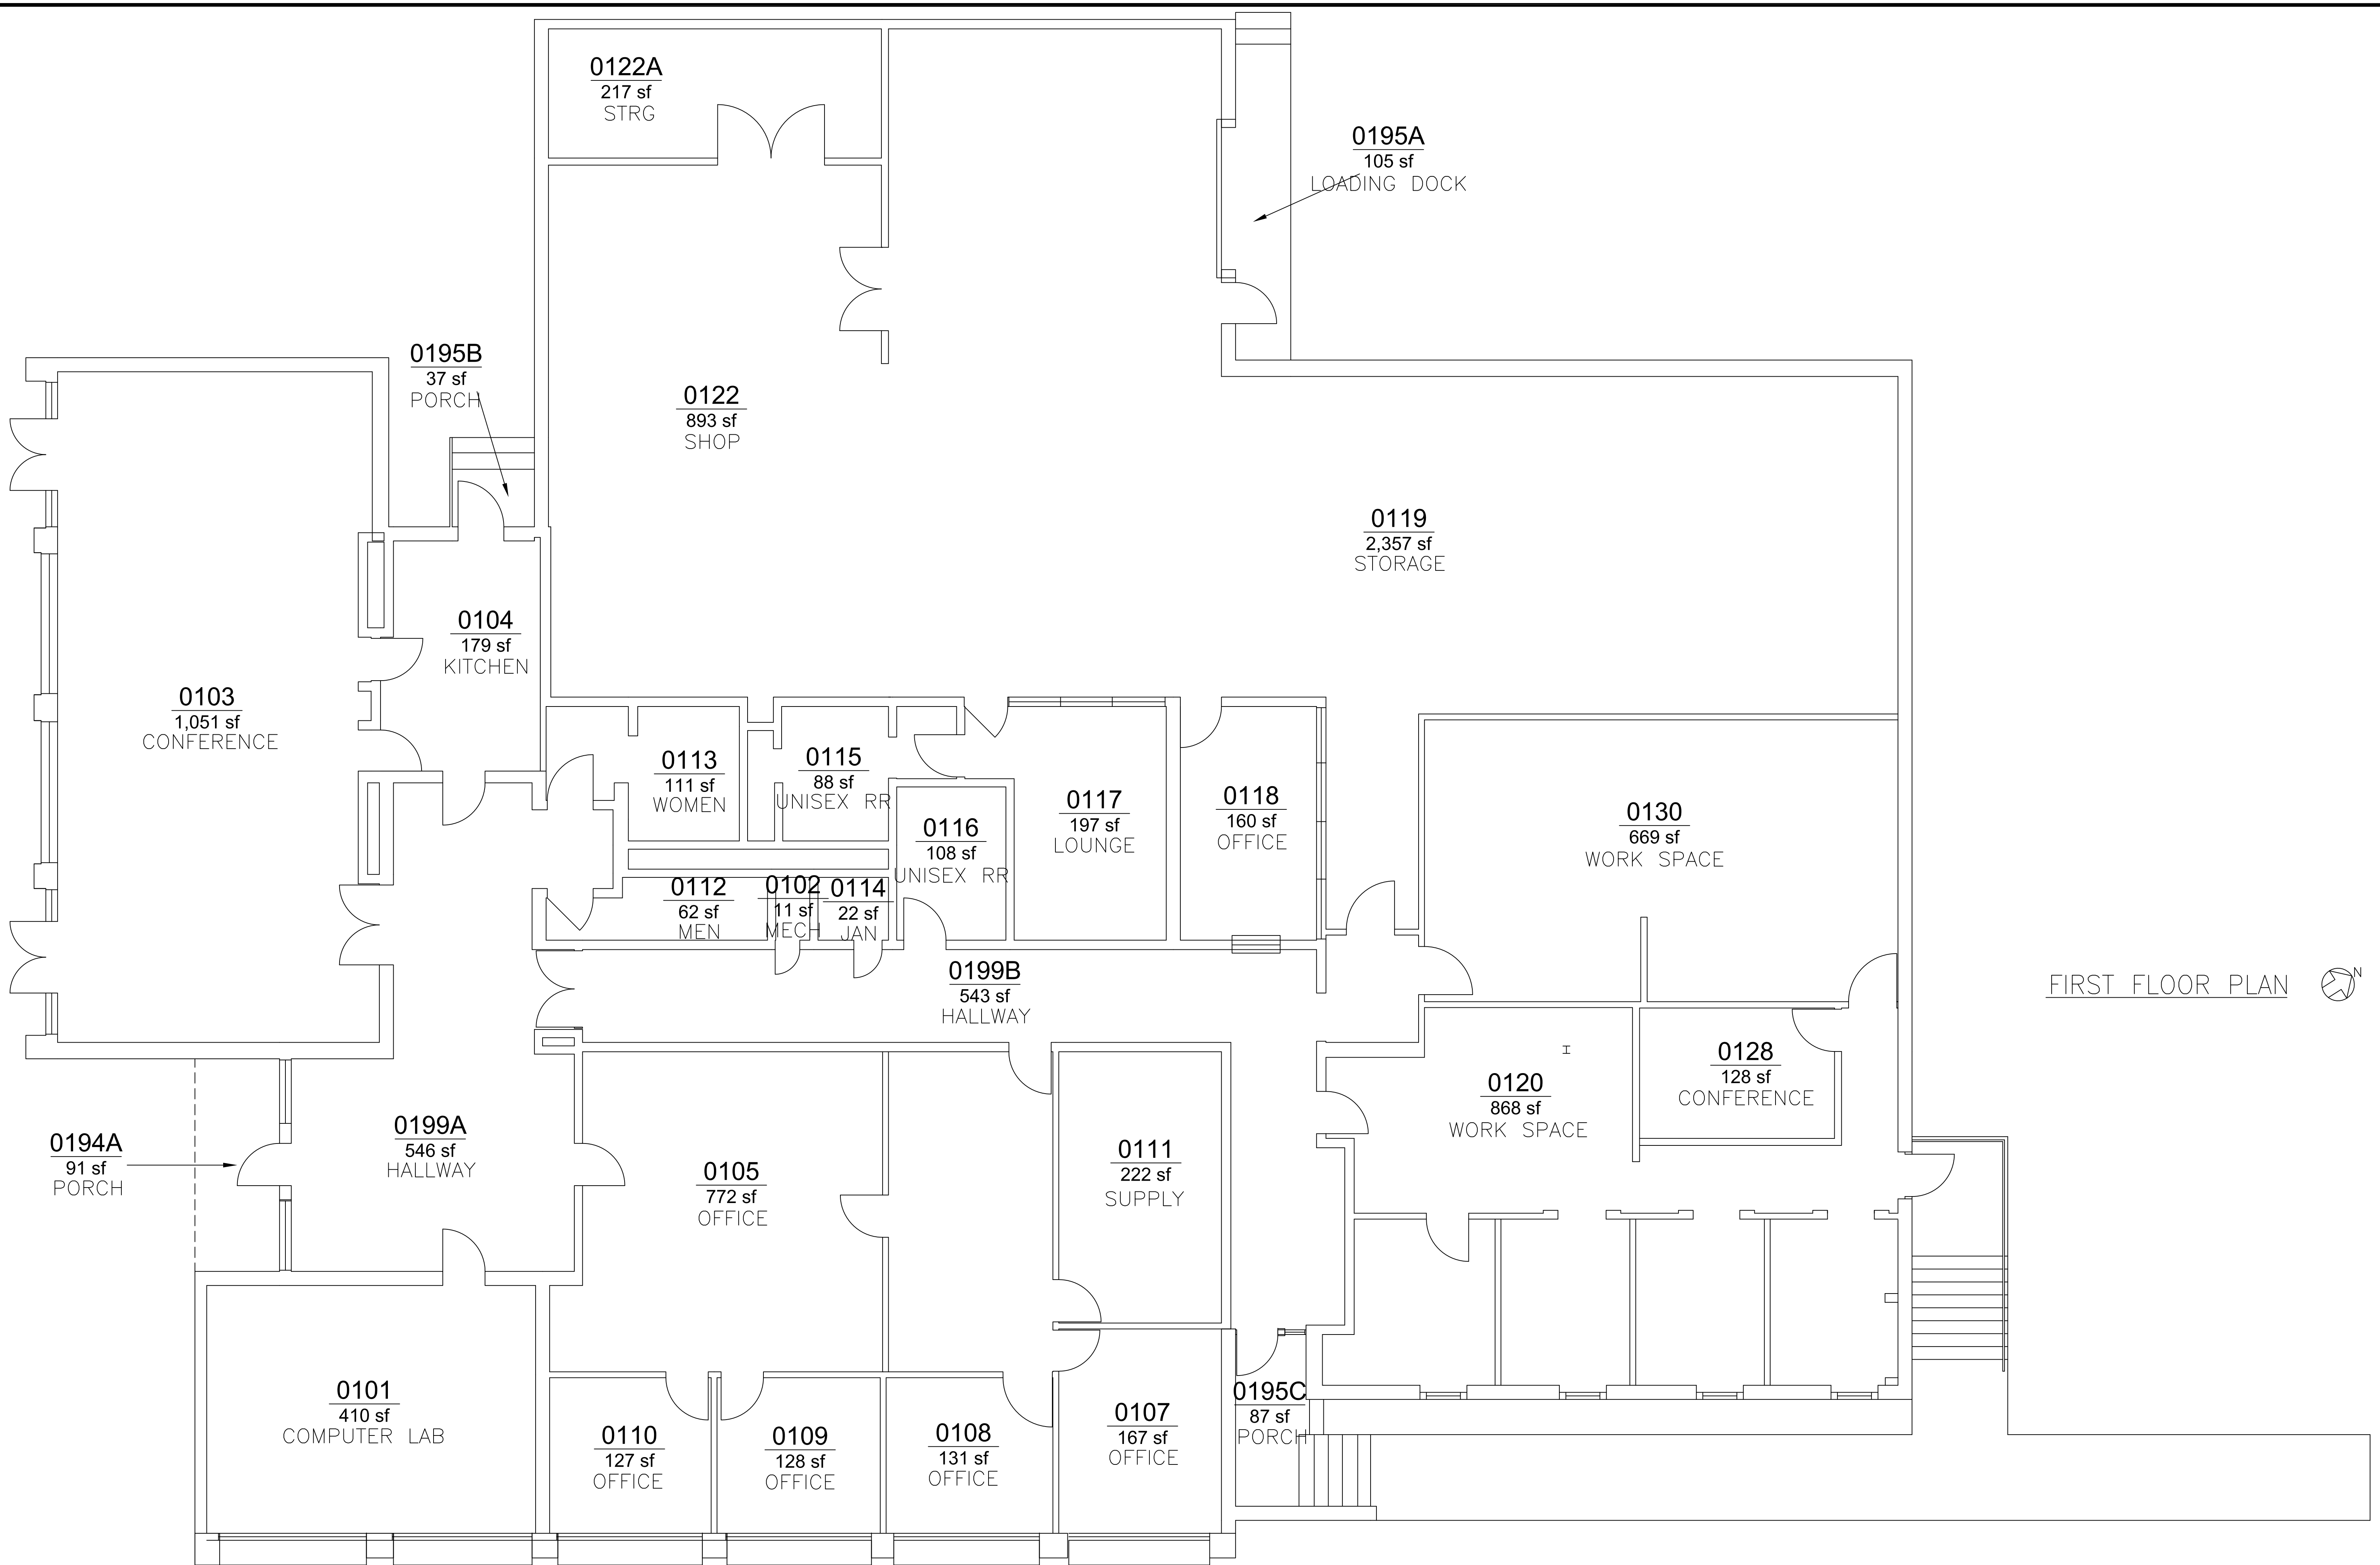 0122A
217 sf
STRG
0195A
105 sf
LOADING DOCK
0195B
37 sf
PORCH
0122
893 sf
SHOP
0119
2,357 sf
STORAGE
0104
179 sf
KITCHEN
0103
1,051 sf
CONFERENCE
0113
111 sf
WOMEN
0115
88 sf
UNISEX RR
0116
108 sf
UNISEX RR
0117
197 sf
LOUNGE
0118
160 sf
OFFICE
0130
669 sf
WORK SPACE
0112
62 sf
MEN
0102
11 sf
MECH
0114
22 sf
JAN
0199B
543 sf
HALLWAY
FIRST FLOOR PLAN
N
0128
128 sf
CONFERENCE
0120
868 sf
WORK SPACE
0194A
91 sf
PORCH
0199A
546 sf
HALLWAY
0105
772 sf
OFFICE
0111
222 sf
SUPPLY
0101
410 sf
COMPUTER LAB
0110
127 sf
OFFICE
0109
128 sf
OFFICE
0108
131 sf
OFFICE
0107
167 sf
OFFICE
0195C
87 sf
PORCH